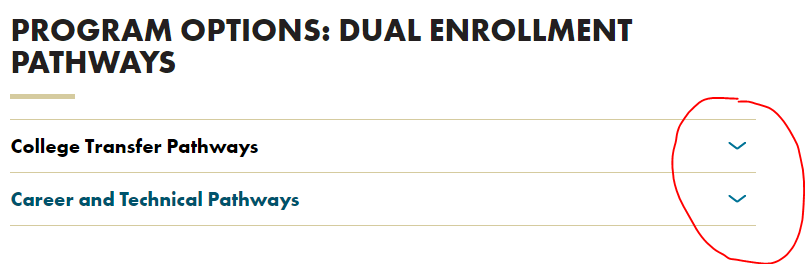 PROGRAM OPTIONS: DUAL ENROLLMENT
PATHWAYS
College Transfer Pathways
Career and Technical Pathways